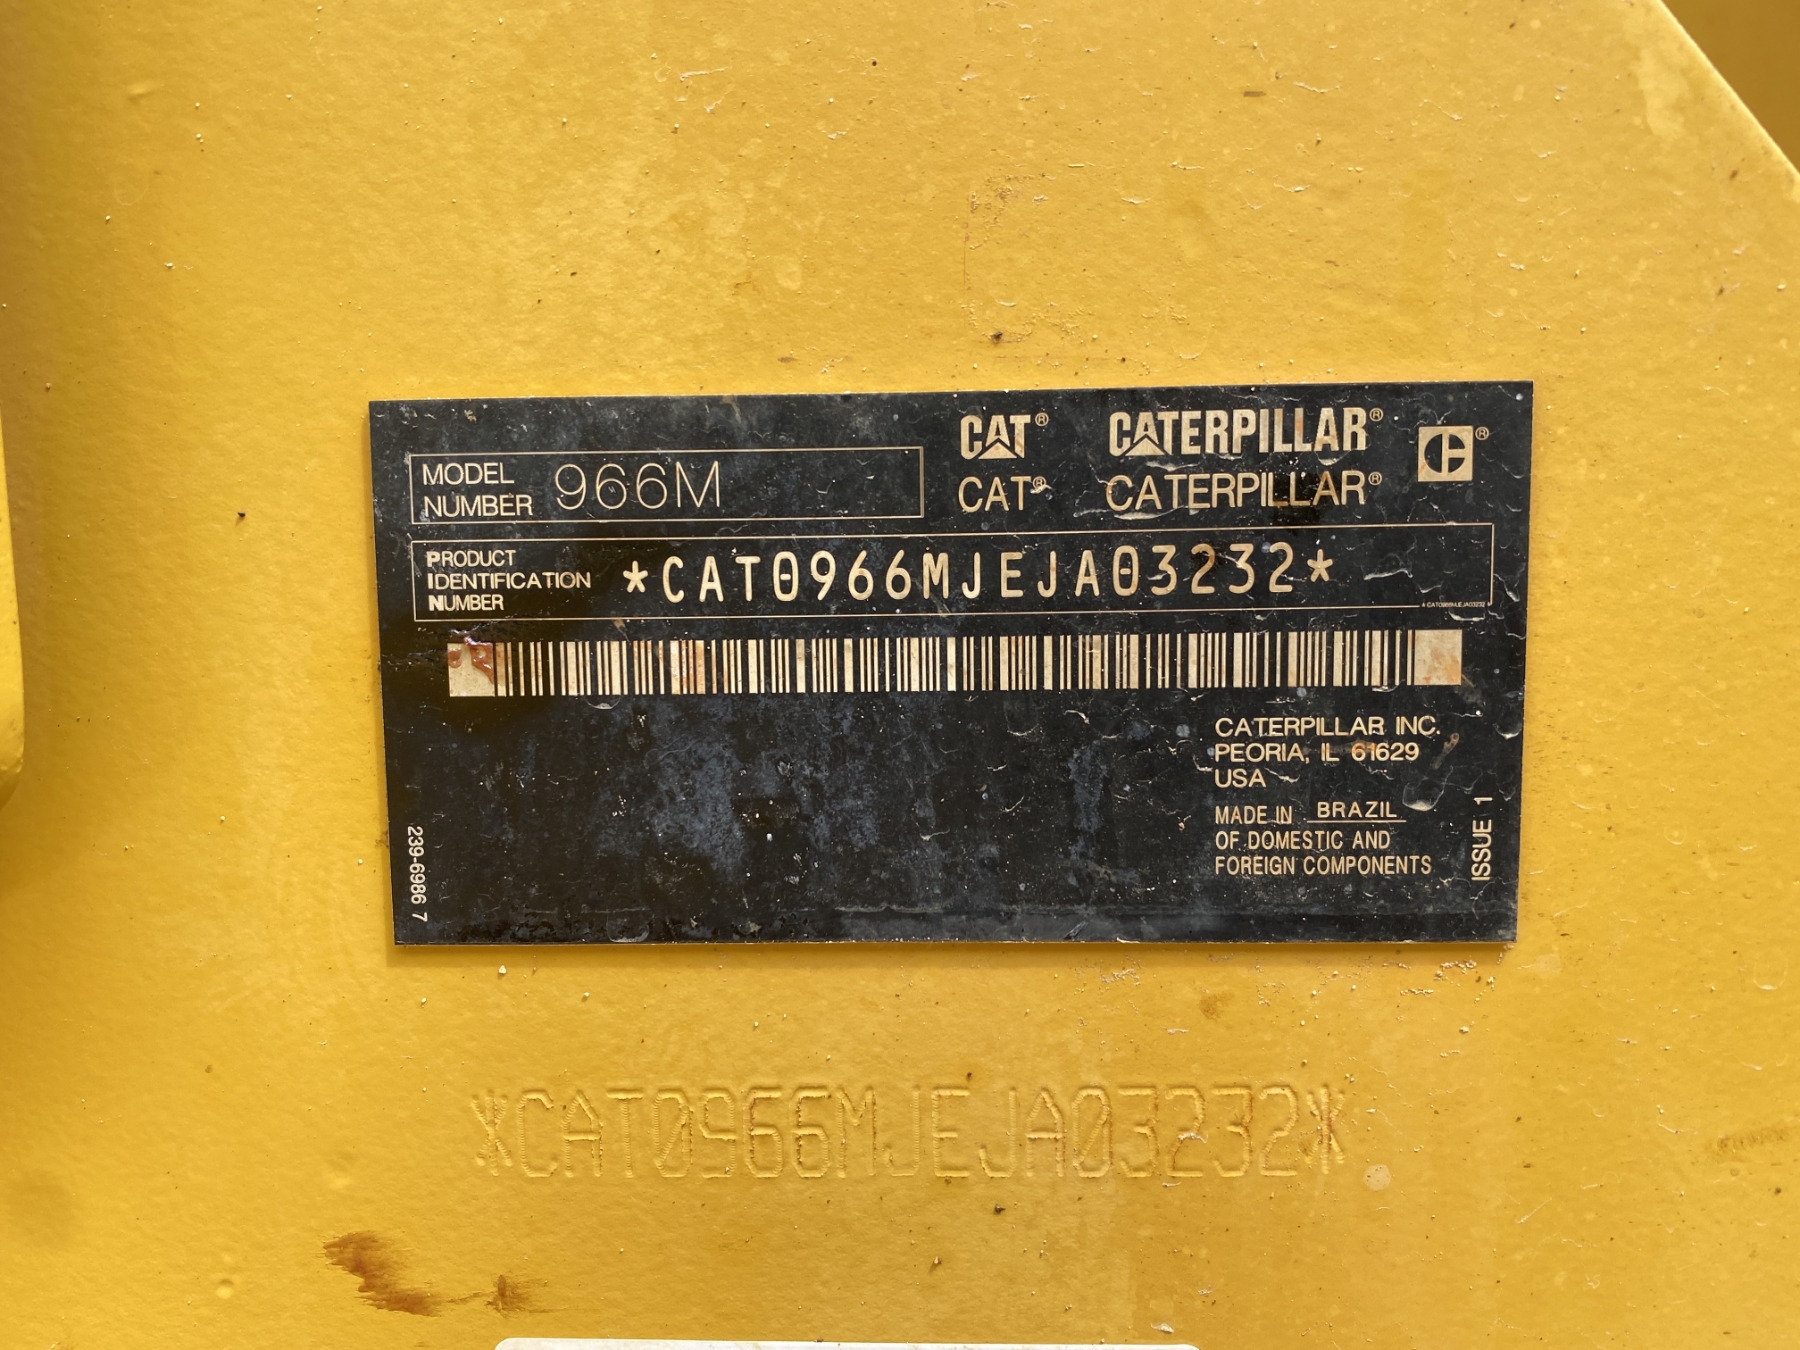 MODEL NUMBER 966M
CAT® CATERPILLAR®
CAT® CATERPILLAR®
PRODUCT IDENTIFICATION NUMBER *CAT0966MJEJA03232*
*CAT0966MJEJA03232*
CATERPILLAR INC.
PEORIA, IL 61629
USA
MADE IN BRAZIL
OF DOMESTIC AND
FOREIGN COMPONENTS
ISSUE 1
239-6986 7
*CAT0966MJEJA03232*